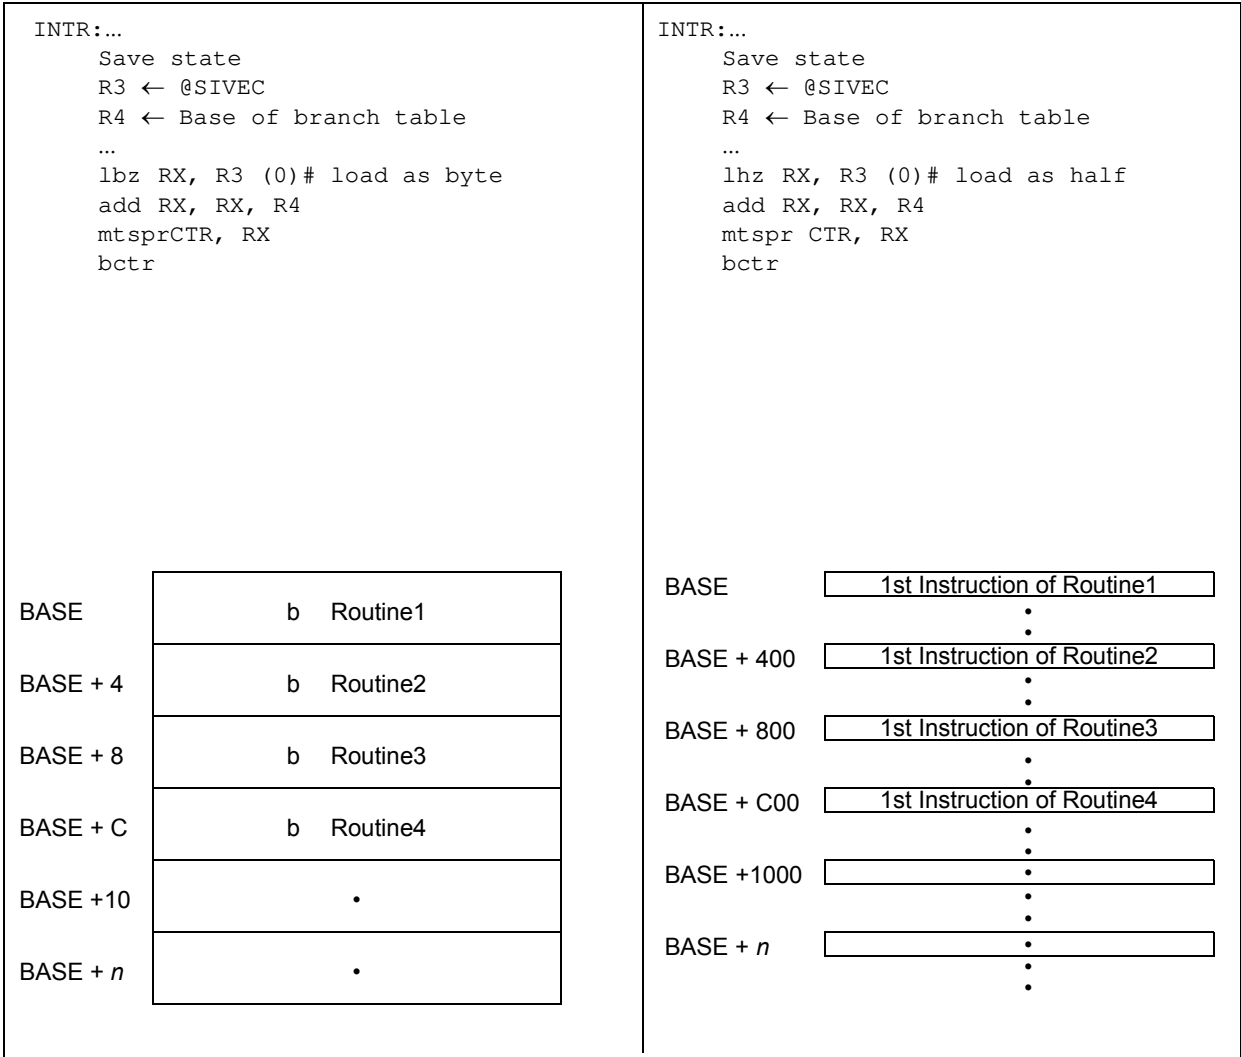 INTR:…
Save state
R3 ← @SIVEC
R4 ← Base of branch table
…
lbz RX, R3 (0)# load as byte
add RX, RX, R4
mtsprCTR, RX
bctr
BASE b Routine1
BASE + 4 b Routine2
BASE + 8 b Routine3
BASE + C b Routine4
BASE +10 •
BASE + n •
INTR:…
Save state
R3 ← @SIVEC
R4 ← Base of branch table
…
lhz RX, R3 (0)# load as half
add RX, RX, R4
mtspr CTR, RX
bctr
BASE 1st Instruction of Routine1
BASE + 400 1st Instruction of Routine2
BASE + 800 1st Instruction of Routine3
BASE + C00 1st Instruction of Routine4
BASE +1000
BASE + n